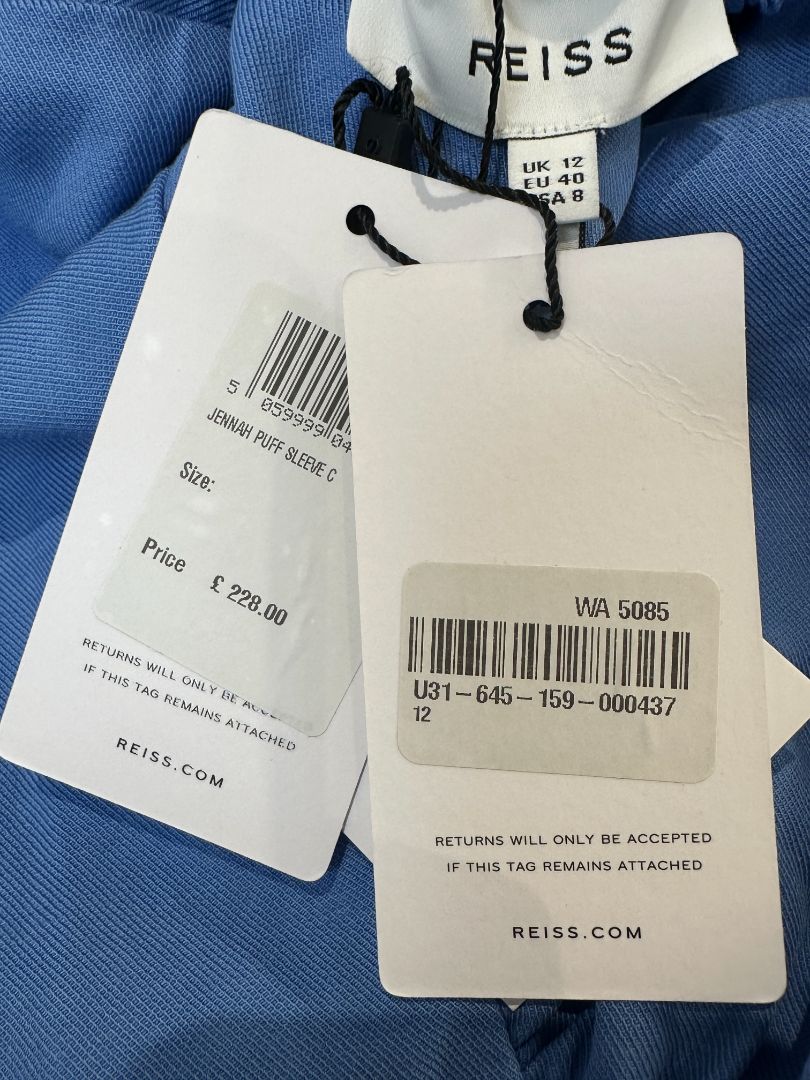 REISS
UK 12
EU 40
SA 8
5 059999 04
JENNAH PUFF SLEEVE C
Size:
Price £ 228.00
RETURNS WILL ONLY BE
IF THIS TAG REMAINS ATTACHED
REISS.COM
WA 5085
U31-645-159-000437
12
RETURNS WILL ONLY BE ACCEPTED
IF THIS TAG REMAINS ATTACHED
REISS.COM